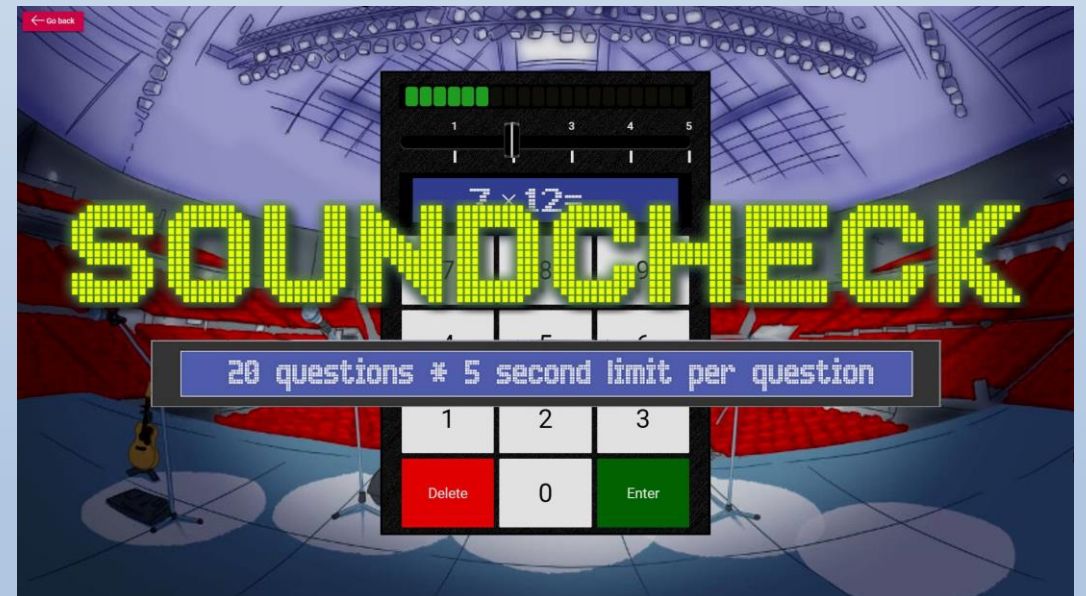 Go back
1 3 4 5
7×12=
SOUNDCHECK
7 8 9
4 5 6
20 questions * 5 second limit per question
1 2 3
Delete 0 Enter